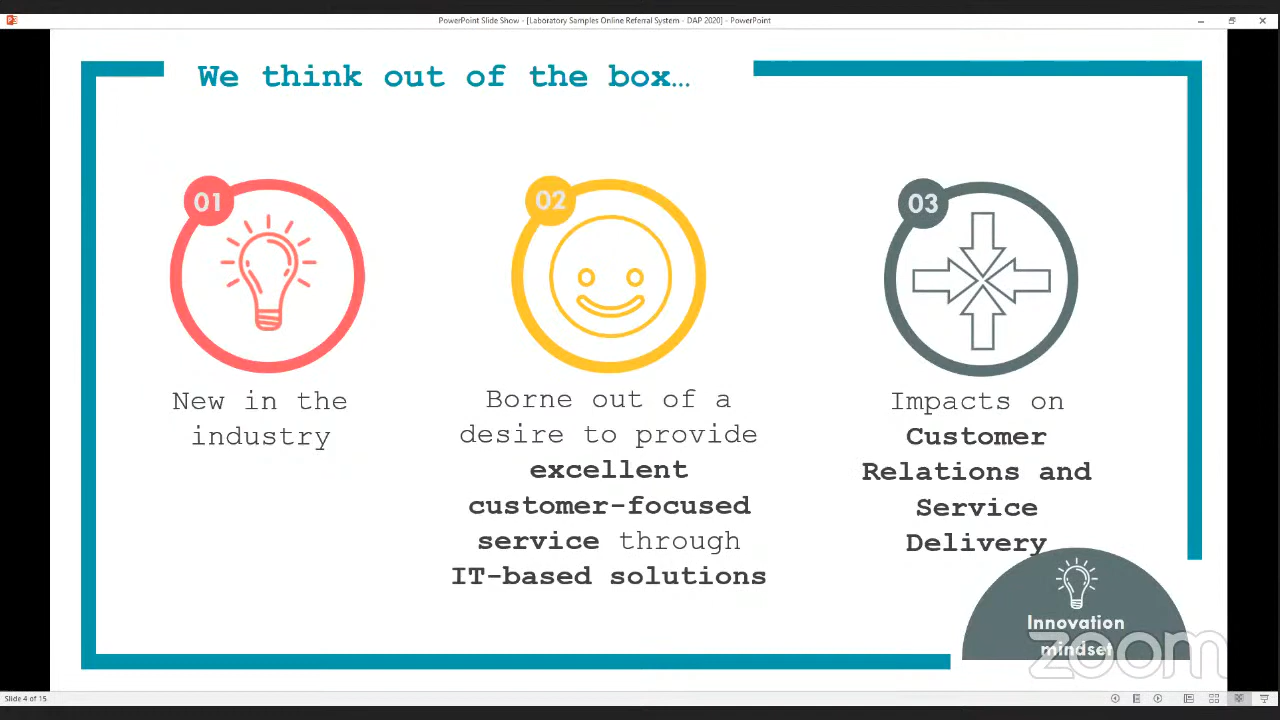 PowerPoint Slide Show - [Laboratory Samples Online Referral System - DAP 2020] - PowerPoint
We think out of the box…
01
02
03
New in the
industry
Borne out of a
desire to provide
excellent
customer-focused
service through
IT-based solutions
Impacts on
Customer
Relations and
Service
Delivery
Innovation
mindset
zoom
Slide 4 of 15